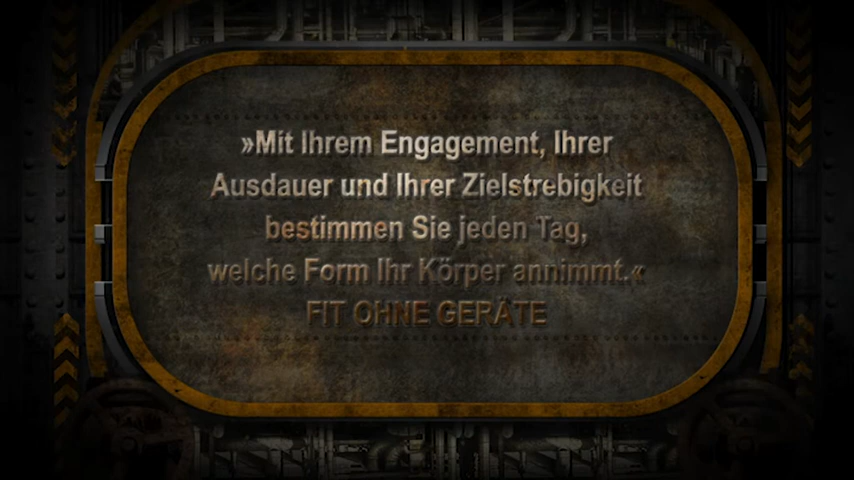 »Mit Ihrem Engagement, Ihrer
Ausdauer und Ihrer Zielstrebigkeit
bestimmen Sie jeden Tag,
welche Form Ihr Körper annimmt.«
FIT OHNE GERÄTE